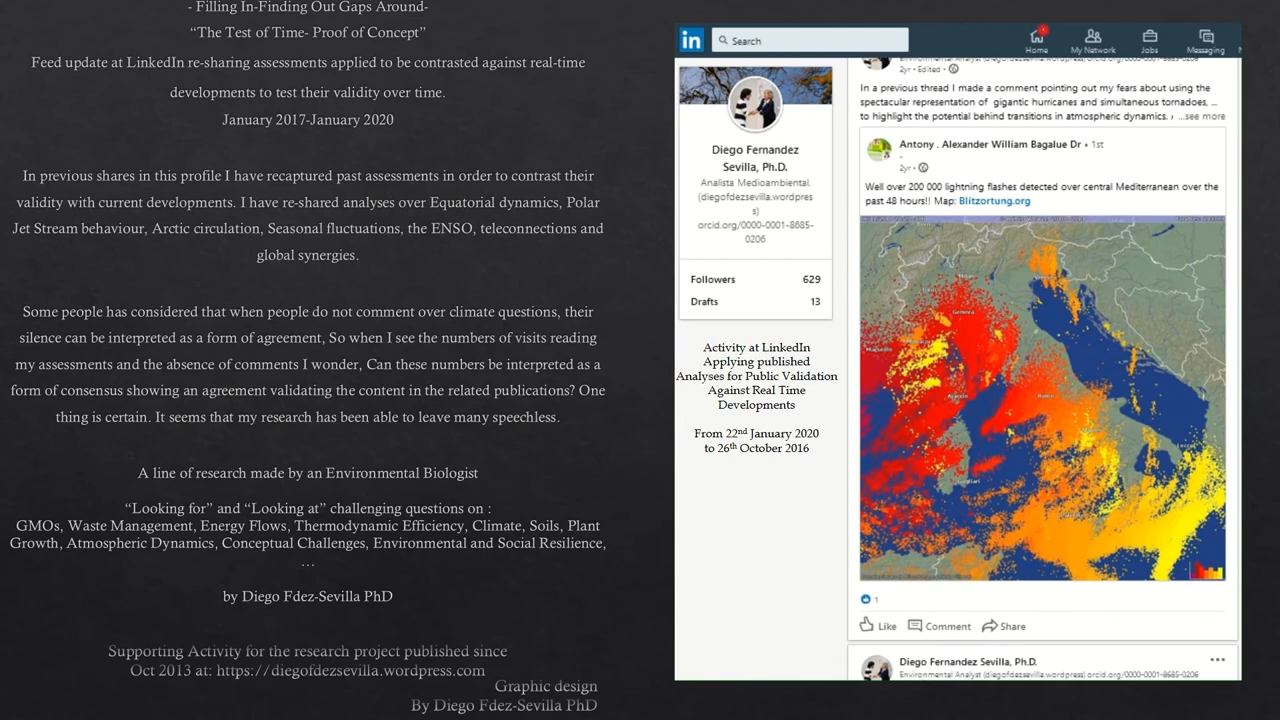 - Filling In-Finding Out Gaps Around-
“The Test of Time- Proof of Concept”
Feed update at LinkedIn re-sharing assessments applied to be contrasted against real-time
developments to test their validity over time.
January 2017-January 2020
In previous shares in this profile I have recaptured past assessments in order to contrast their
validity with current developments. I have re-shared analyses over Equatorial dynamics, Polar
Jet Stream behaviour, Arctic circulation, Seasonal fluctuations, the ENSO, teleconnections and
global synergies.
Some people has considered that when people do not comment over climate questions, their
silence can be interpreted as a form of agreement, So when I see the numbers of visits reading
my assessments and the absence of comments I wonder, Can these numbers be interpreted as a
form of consensus showing an agreement validating the content in the related publications? One
thing is certain. It seems that my research has been able to leave many speechless.
A line of research made by an Environmental Biologist
“Looking for” and “Looking at” challenging questions on :
GMOs, Waste Management, Energy Flows, Thermodynamic Efficiency, Climate, Soils, Plant
Growth, Atmospheric Dynamics, Conceptual Challenges, Environmental and Social Resilience,
…
by Diego Fdez-Sevilla PhD
Supporting Activity for the research project published since
Oct 2013 at: https://diegofdezsevilla.wordpress.com
Graphic design
By Diego Fdez-Sevilla PhD
in
Search
Home
My Network
Jobs
Messaging
Diego Fernandez
Sevilla, Ph.D.
Analista Medioambiental.
(diegofdezsevilla.wordpres
s)
orcid.org/0000-0001-8685-
0206
Followers 629
Drafts 13
Activity at LinkedIn
Applying published
Analyses for Public Validation
Against Real Time
Developments
From 22nd January 2020
to 26th October 2016
Environmental Analyst (diegofdezsevilla.wordpress) orcid.org/0000-0001-8685-0206
2yr • Edited •
In a previous thread I made a comment pointing out my fears about using the
spectacular representation of gigantic hurricanes and simultaneous tornadoes, ...
to highlight the potential behind transitions in atmospheric dynamics. ...see more
Antony . Alexander William Bagalue Dr • 1st
-
2yr •
Well over 200 000 lightning flashes detected over central Mediterranean over the
past 48 hours!! Map: Blitzortung.org
Genova
Ajaccio
Cagliari
1
Like Comment Share
Diego Fernandez Sevilla, Ph.D. •••
Environmental Analyst (diegofdezsevilla.wordpress) orcid.org/0000-0001-8685-0206